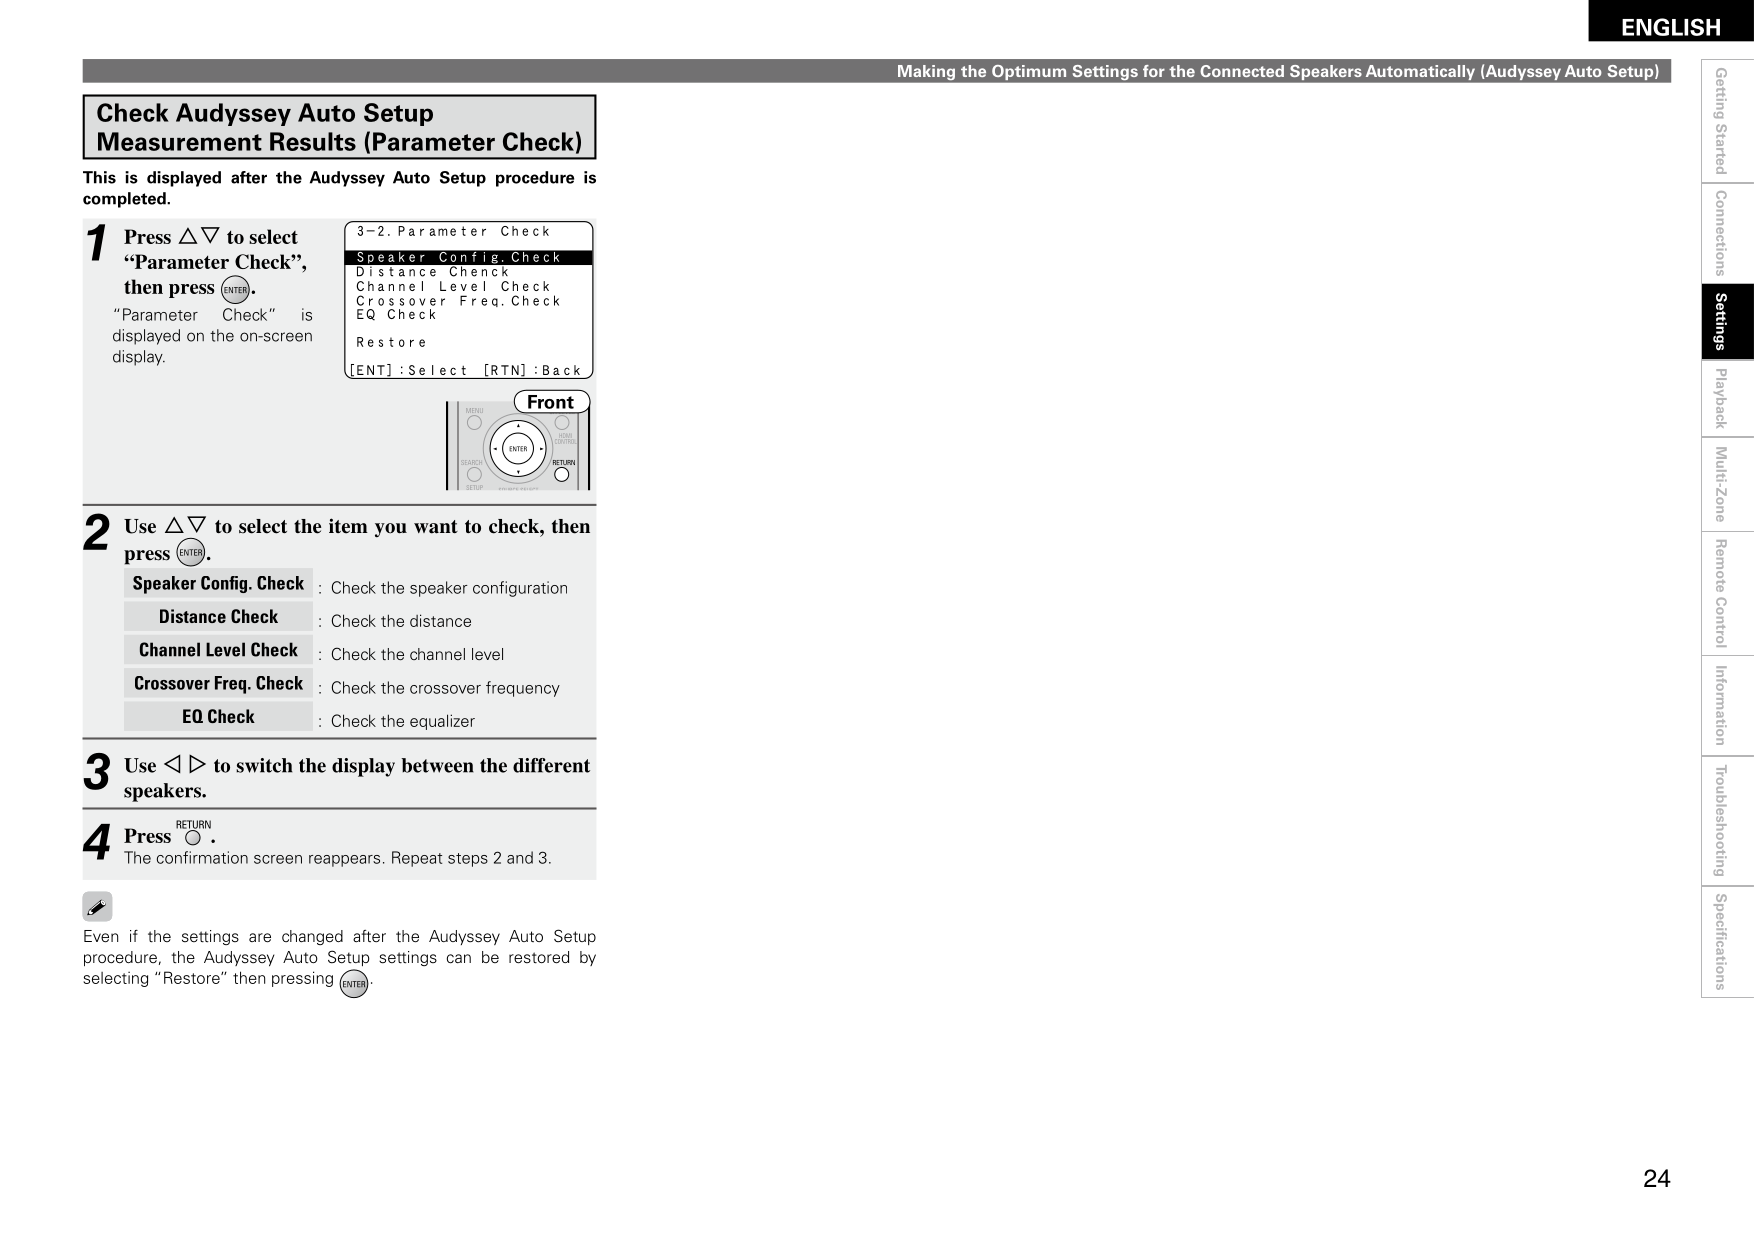 ENGLISH
Making the Optimum Settings for the Connected Speakers Automatically (Audyssey Auto Setup)
Check Audyssey Auto Setup
Measurement Results (Parameter Check)
This is displayed after the Audyssey Auto Setup procedure is
completed.
1 Press △▽ to select
“Parameter Check”,
then press ENTER.
“Parameter Check” is
displayed on the on-screen
display.
3-2.Parameter Check
Speaker Config.Check
Distance Chenck
Channel Level Check
Crossover Freq.Check
EQ Check
Restore
[ENT]:Select [RTN]:Back
Front
MENU
HDMI
CONTROL
ENTER
SEARCH
RETURN
SETUP
SOURCE SELECT
2 Use △▽ to select the item you want to check, then
press ENTER.
Speaker Config. Check : Check the speaker configuration
Distance Check : Check the distance
Channel Level Check : Check the channel level
Crossover Freq. Check : Check the crossover frequency
EQ Check : Check the equalizer
3 Use ◁ ▷ to switch the display between the different
speakers.
4 Press RETURN.
The confirmation screen reappears. Repeat steps 2 and 3.
Even if the settings are changed after the Audyssey Auto Setup
procedure, the Audyssey Auto Setup settings can be restored by
selecting “Restore” then pressing ENTER.
Getting Started
Connections
Settings
Playback
Multi-Zone
Remote Control
Information
Troubleshooting
Specifications
24